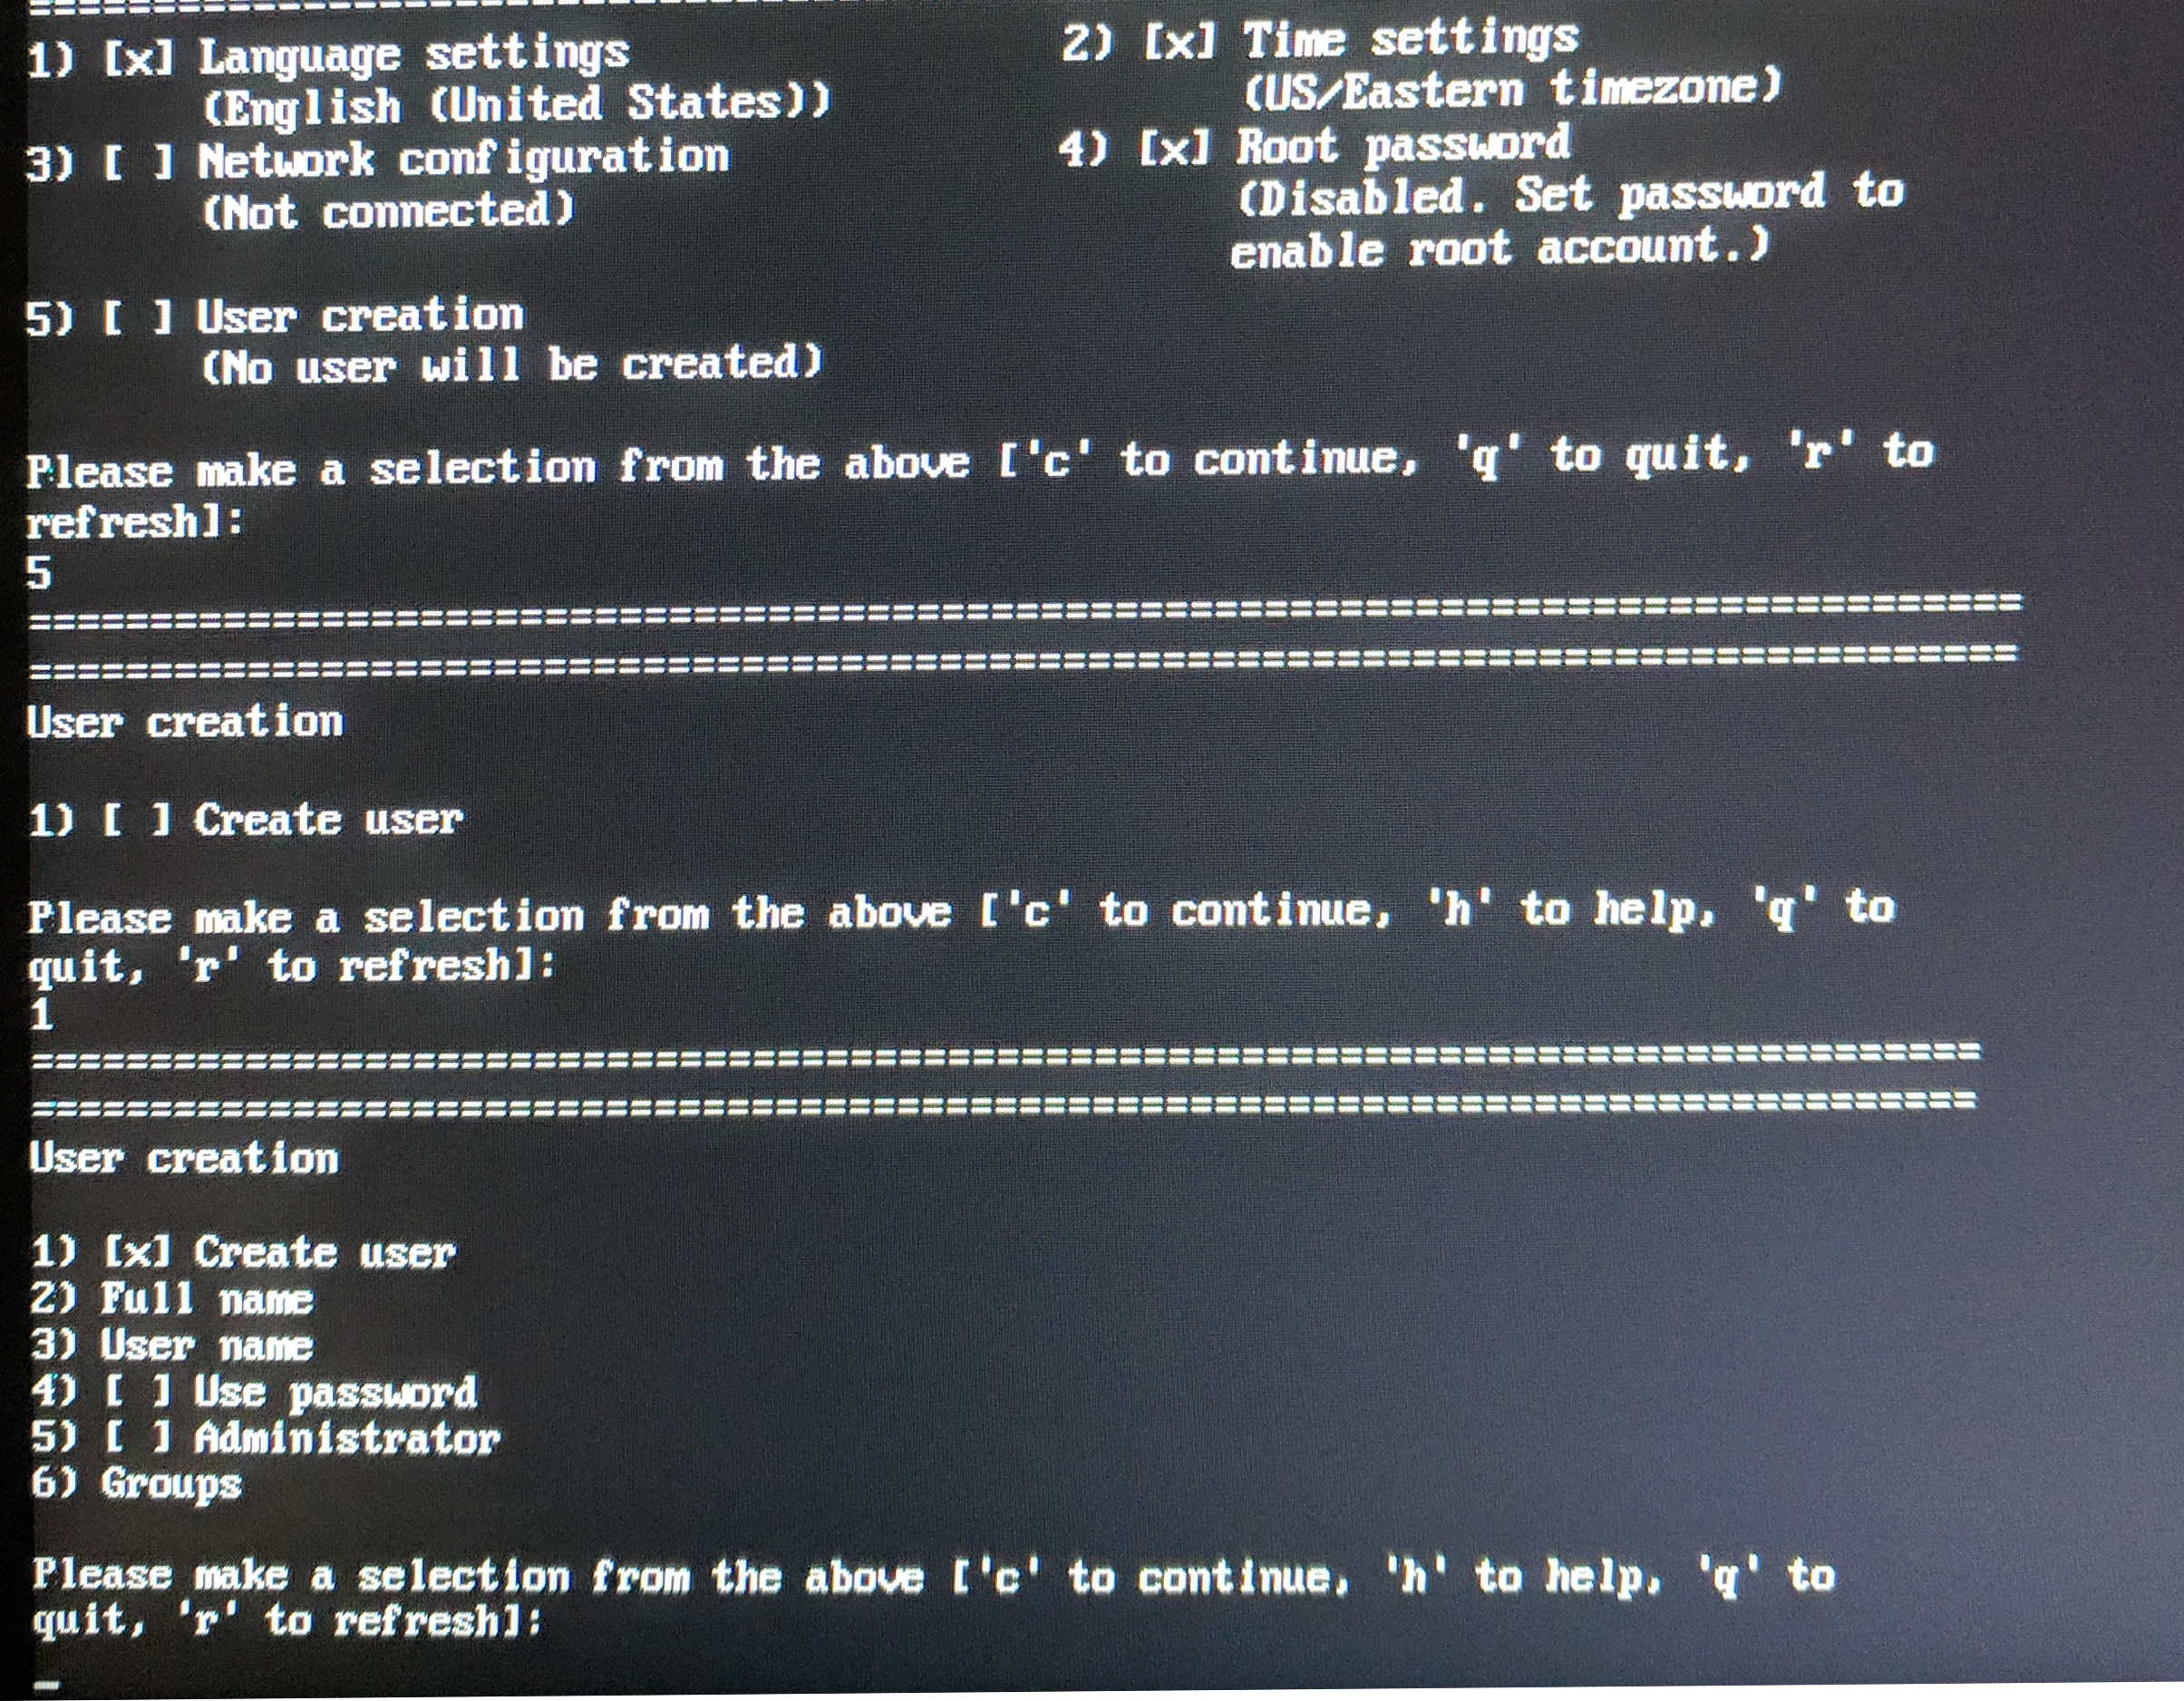 ================================================================================
1) [x] Language settings                 2) [x] Time settings
       (English (United States))                (US/Eastern timezone)
3) [ ] Network configuration             4) [x] Root password
       (Not connected)                          (Disabled. Set password to
                                                enable root account.)
5) [ ] User creation
       (No user will be created)
Please make a selection from the above ['c' to continue, 'q' to quit, 'r' to
refresh]:
5
================================================================================
================================================================================
User creation
1) [ ] Create user
Please make a selection from the above ['c' to continue, 'h' to help, 'q' to
quit, 'r' to refresh]:
1
================================================================================
================================================================================
User creation
1) [x] Create user
2) Full name
3) User name
4) [ ] Use password
5) [ ] Administrator
6) Groups
Please make a selection from the above ['c' to continue, 'h' to help, 'q' to
quit, 'r' to refresh]:
_